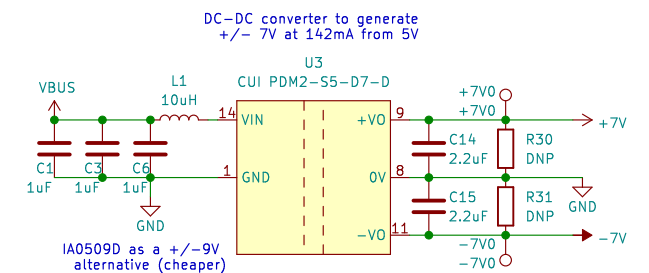 DC-DC converter to generate
+/- 7V at 142mA from 5V
U3
CUI PDM2-S5-D7-D
VBUS
L1
10uH
14
VIN
1
GND
+VO
9
0V
8
-VO
11
C1
1uF
C3
1uF
C6
1uF
GND
C14
2.2uF
C15
2.2uF
+7V0
+7V0
R30
DNP
R31
DNP
+7V
GND
-7V
-7V0
-7V0
IA0509D as a +/-9V
alternative (cheaper)